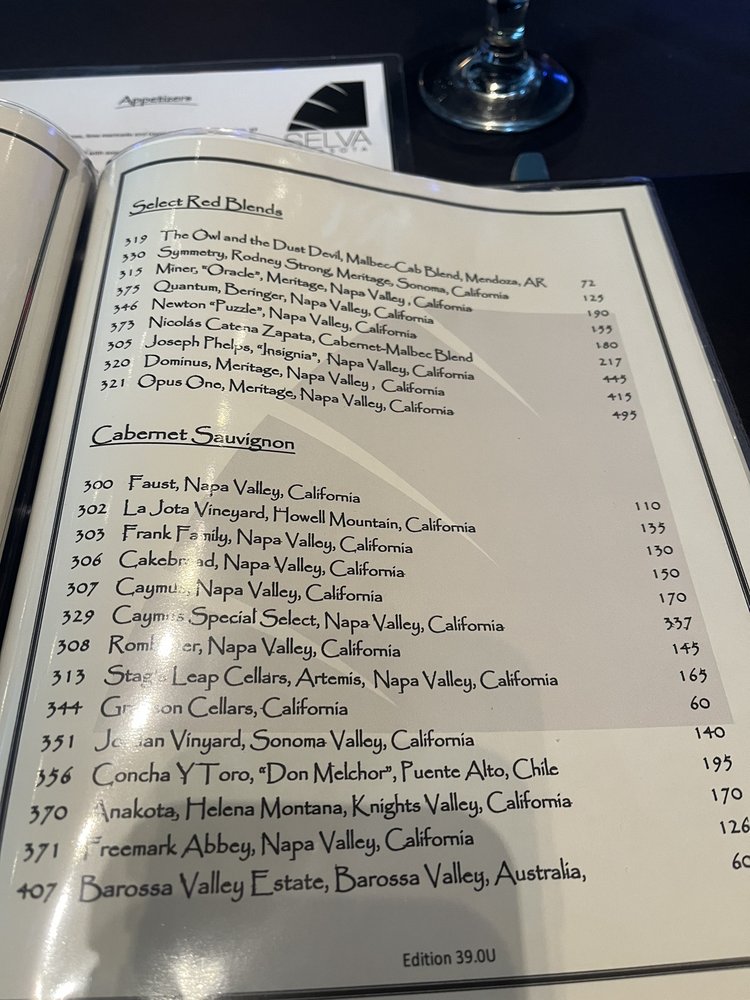 Appetizers
SELVA
Select Red Blends
319 The Owl and the Dust Devil, Malbec-Cab Blend, Mendoza, AR 72
330 Symmetry, Rodney Strong, Meritage, Sonoma, California 125
315 Miner, "Oracle", Meritage, Napa Valley, California 190
375 Quantum, Beringer, Napa Valley, California 155
346 Newton "Puzzle", Napa Valley, California 180
373 Nicolás Catena Zapata, Cabernet-Malbec Blend 217
305 Joseph Phelps, "Insignia", Napa Valley, California 445
320 Dominus, Meritage, Napa Valley, California 415
321 Opus One, Meritage, Napa Valley, California 495
Cabernet Sauvignon
300 Faust, Napa Valley, California 110
302 La Jota Vineyard, Howell Mountain, California 135
303 Frank Family, Napa Valley, California 130
306 Cakebread, Napa Valley, California 150
307 Caymus, Napa Valley, California 170
329 Caymus Special Select, Napa Valley, California 337
308 Rombauer, Napa Valley, California 145
313 Stag's Leap Cellars, Artemis, Napa Valley, California 165
344 Cellars, California 60
351 Jordan Vinyard, Sonoma Valley, California 140
356 Concha Y Toro, "Don Melchor", Puente Alto, Chile 195
370 Anakota, Helena Montana, Knights Valley, California 170
371 Freemark Abbey, Napa Valley, California 126
407 Barossa Valley Estate, Barossa Valley, Australia, 60
Edition 39.0U